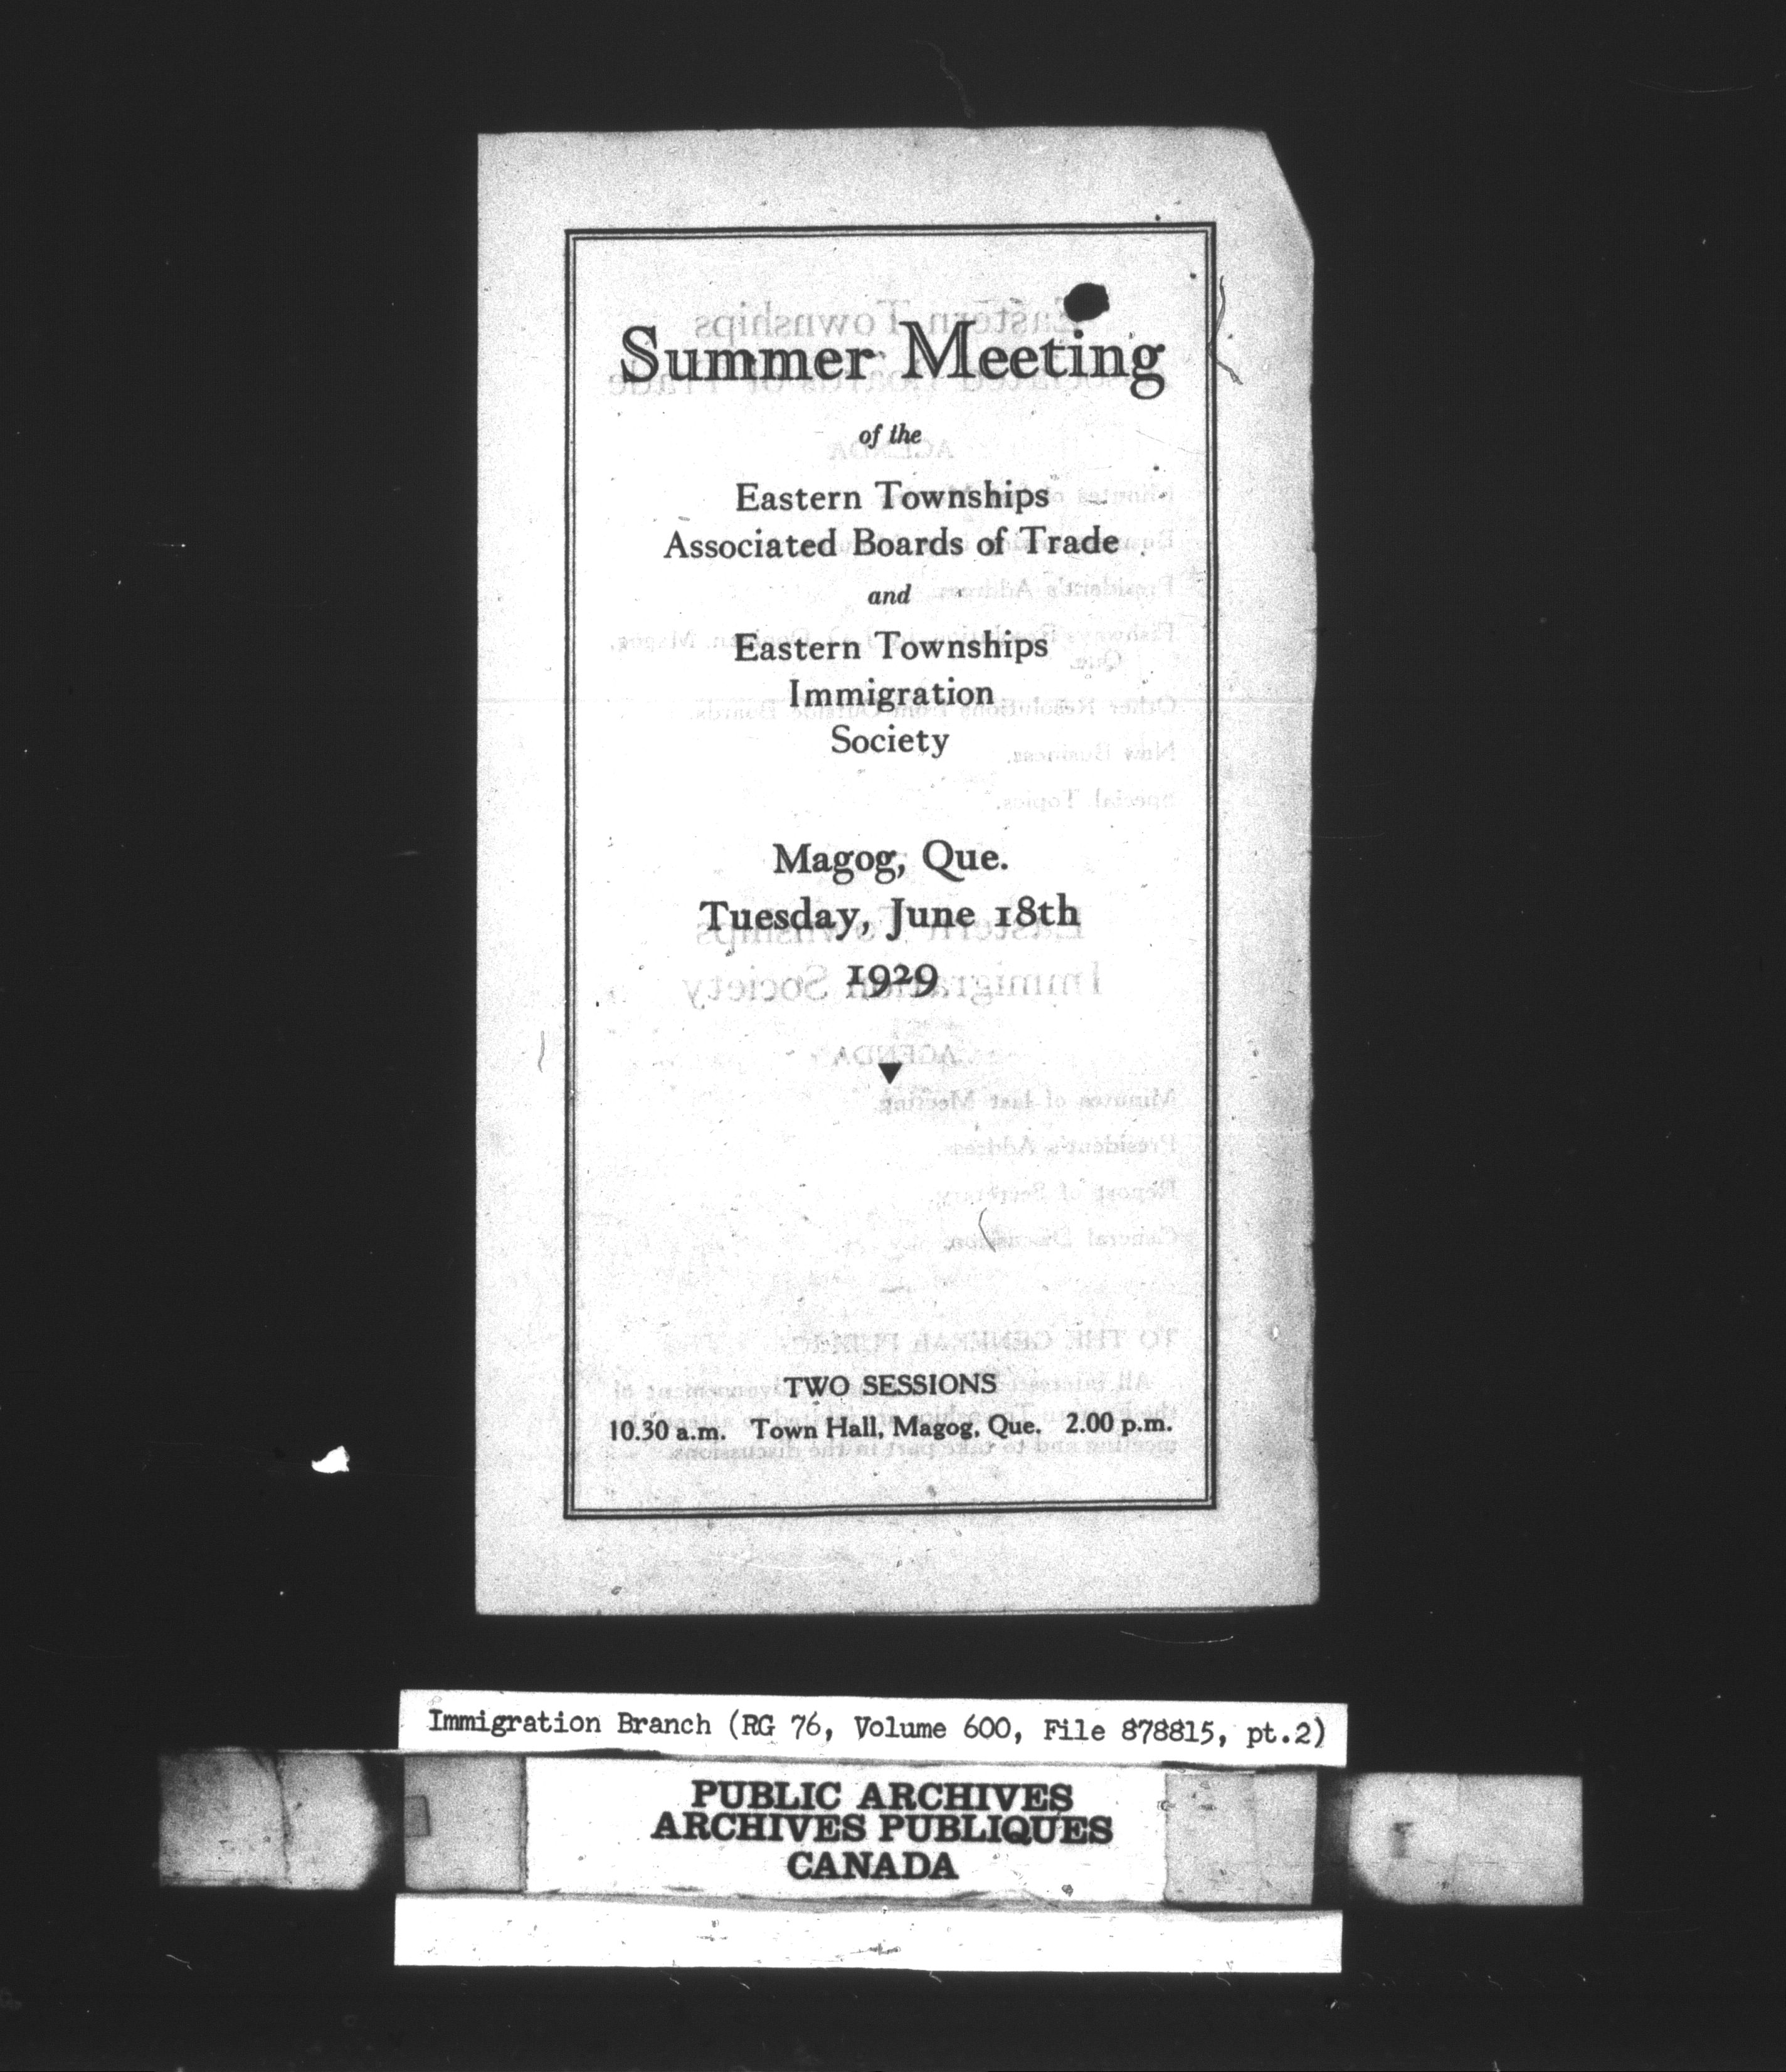 Summer Meeting
of the
Eastern Townships
Associated Boards of Trade
and
Eastern Townships
Immigration
Society
Magog, Que.
Tuesday, June 18th
1929
TWO SESSIONS
10.30 a.m. Town Hall, Magog, Que. 2.00 p.m.
Immigration Branch (RG 76, Volume 600, File 878815, pt.2)
PUBLIC ARCHIVES
ARCHIVES PUBLIQUES
CANADA